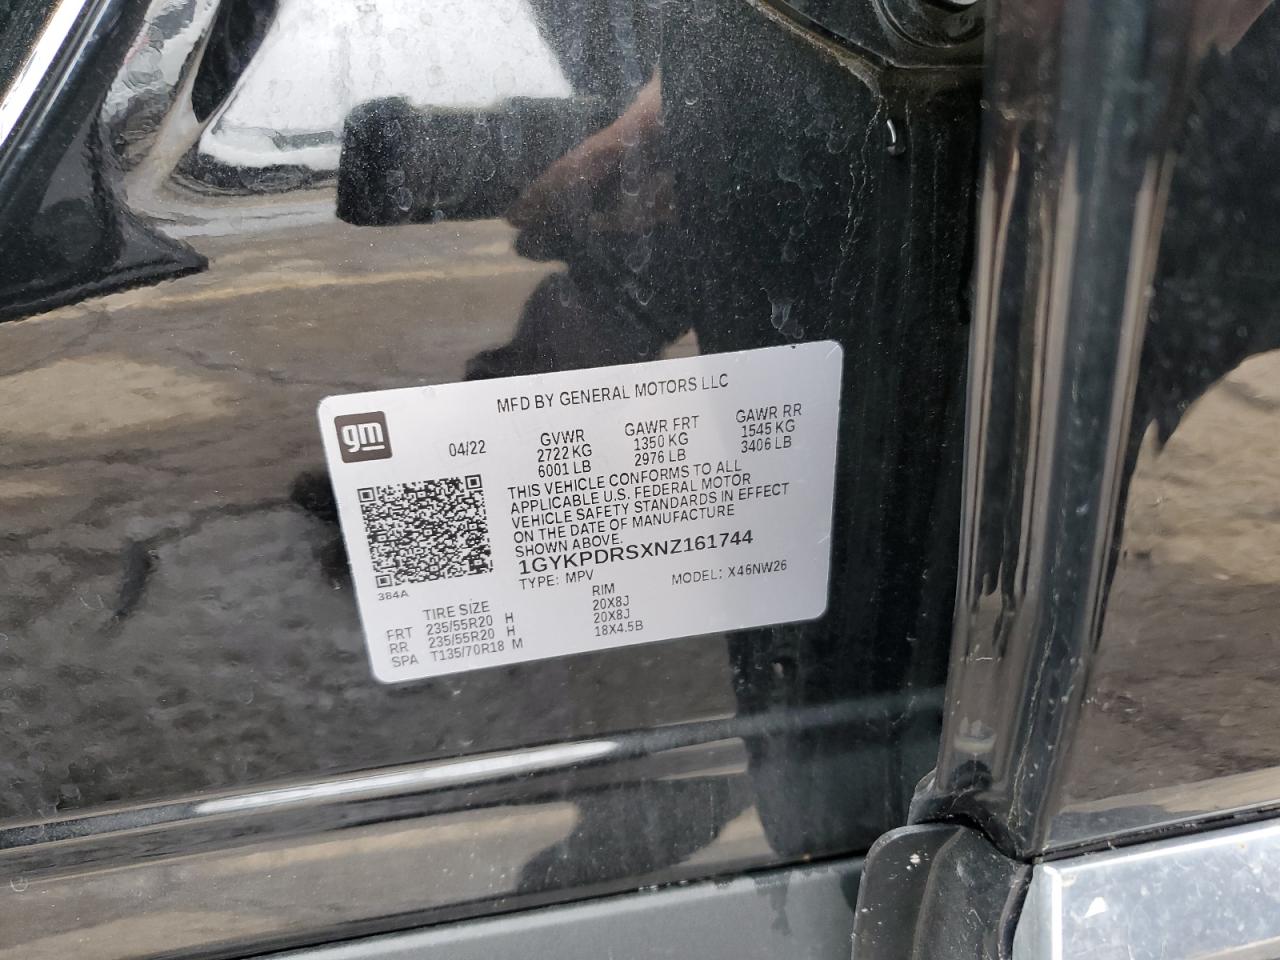 MFD BY GENERAL MOTORS LLC
gm
04/22
GVWR GAWR FRT GAWR RR
2722 KG 1350 KG 1545 KG
6001 LB 2976 LB 3406 LB
THIS VEHICLE CONFORMS TO ALL
APPLICABLE U.S. FEDERAL MOTOR
VEHICLE SAFETY STANDARDS IN EFFECT
ON THE DATE OF MANUFACTURE
SHOWN ABOVE.
1GYKPDRSXNZ161744
TYPE: MPV MODEL: X46NW26
384A
TIRE SIZE RIM
FRT 235/55R20 H 20X8J
RR 235/55R20 H 20X8J
SPA T135/70R18 M 18X4.5B